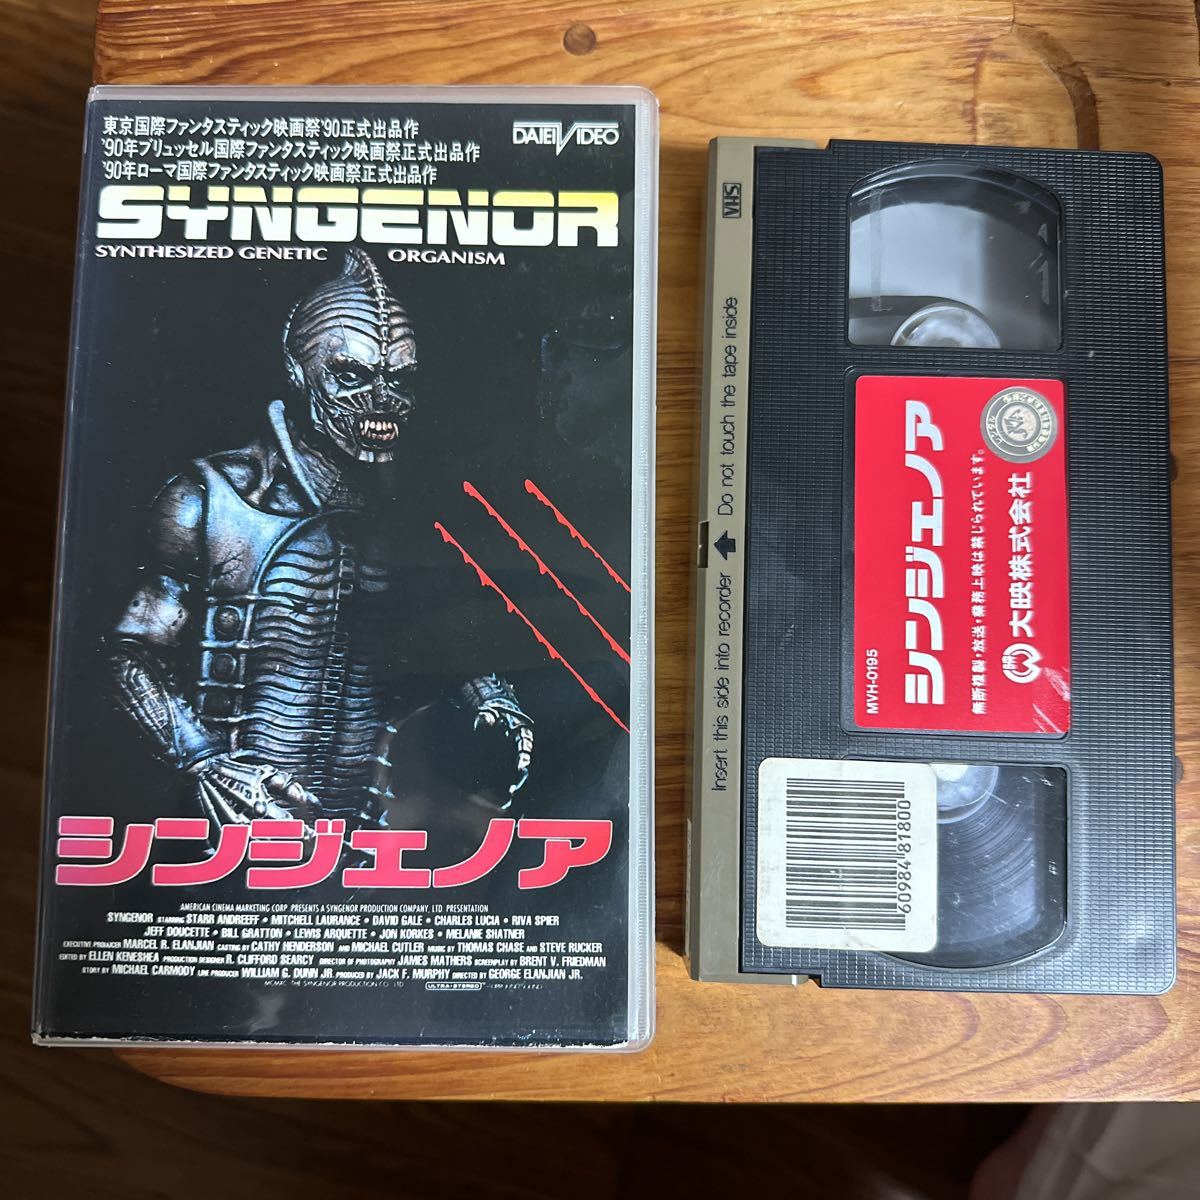 東京国際ファンタスティック映画祭'90正式出品作
'90年ブリュッセル国際ファンタスティック映画祭正式出品作
'90年ローマ国際ファンタスティック映画祭正式出品作
DAIEI VIDEO
SYNGENOR
SYNTHESIZED GENETIC ORGANISM
シンジェノア
AMERICAN CINEMA MARKETING CORP. PRESENTS A SYNGENOR PRODUCTION COMPANY, LTD. PRESENTATION
SYNGENOR STARRING STARR ANDREEFF • MITCHELL LAURANCE • DAVID GALE • CHARLES LUCIA • RIVA SPIER
JEFF DOUCETTE • BILL GRATTON • LEWIS ARQUETTE • JON KORKES • MELANIE SHATNER
EXECUTIVE PRODUCER MARCEL R. ELANJIAN CASTING BY CATHY HENDERSON AND MICHAEL CUTLER MUSIC BY THOMAS CHASE AND STEVE RUCKER
EDITED BY ELLEN KENESHEA PRODUCTION DESIGNER R. CLIFFORD SEARCY DIRECTOR OF PHOTOGRAPHY JAMES MATHERS SCREENPLAY BY BRENT V. FRIEDMAN
STORY BY MICHAEL CARMODY LINE PRODUCER WILLIAM G. DUNN JR. PRODUCED BY JACK F. MURPHY DIRECTED BY GEORGE ELANJIAN JR.
MCMXC THE SYNGENOR PRODUCTION CO. LTD ULTRA-STEREO
VHS
Insert this side into recorder Do not touch the tape inside
MVH-0195
シンジェノア
無断複製・放送・業務上映は禁じられています。
大映株式会社
60984 81800